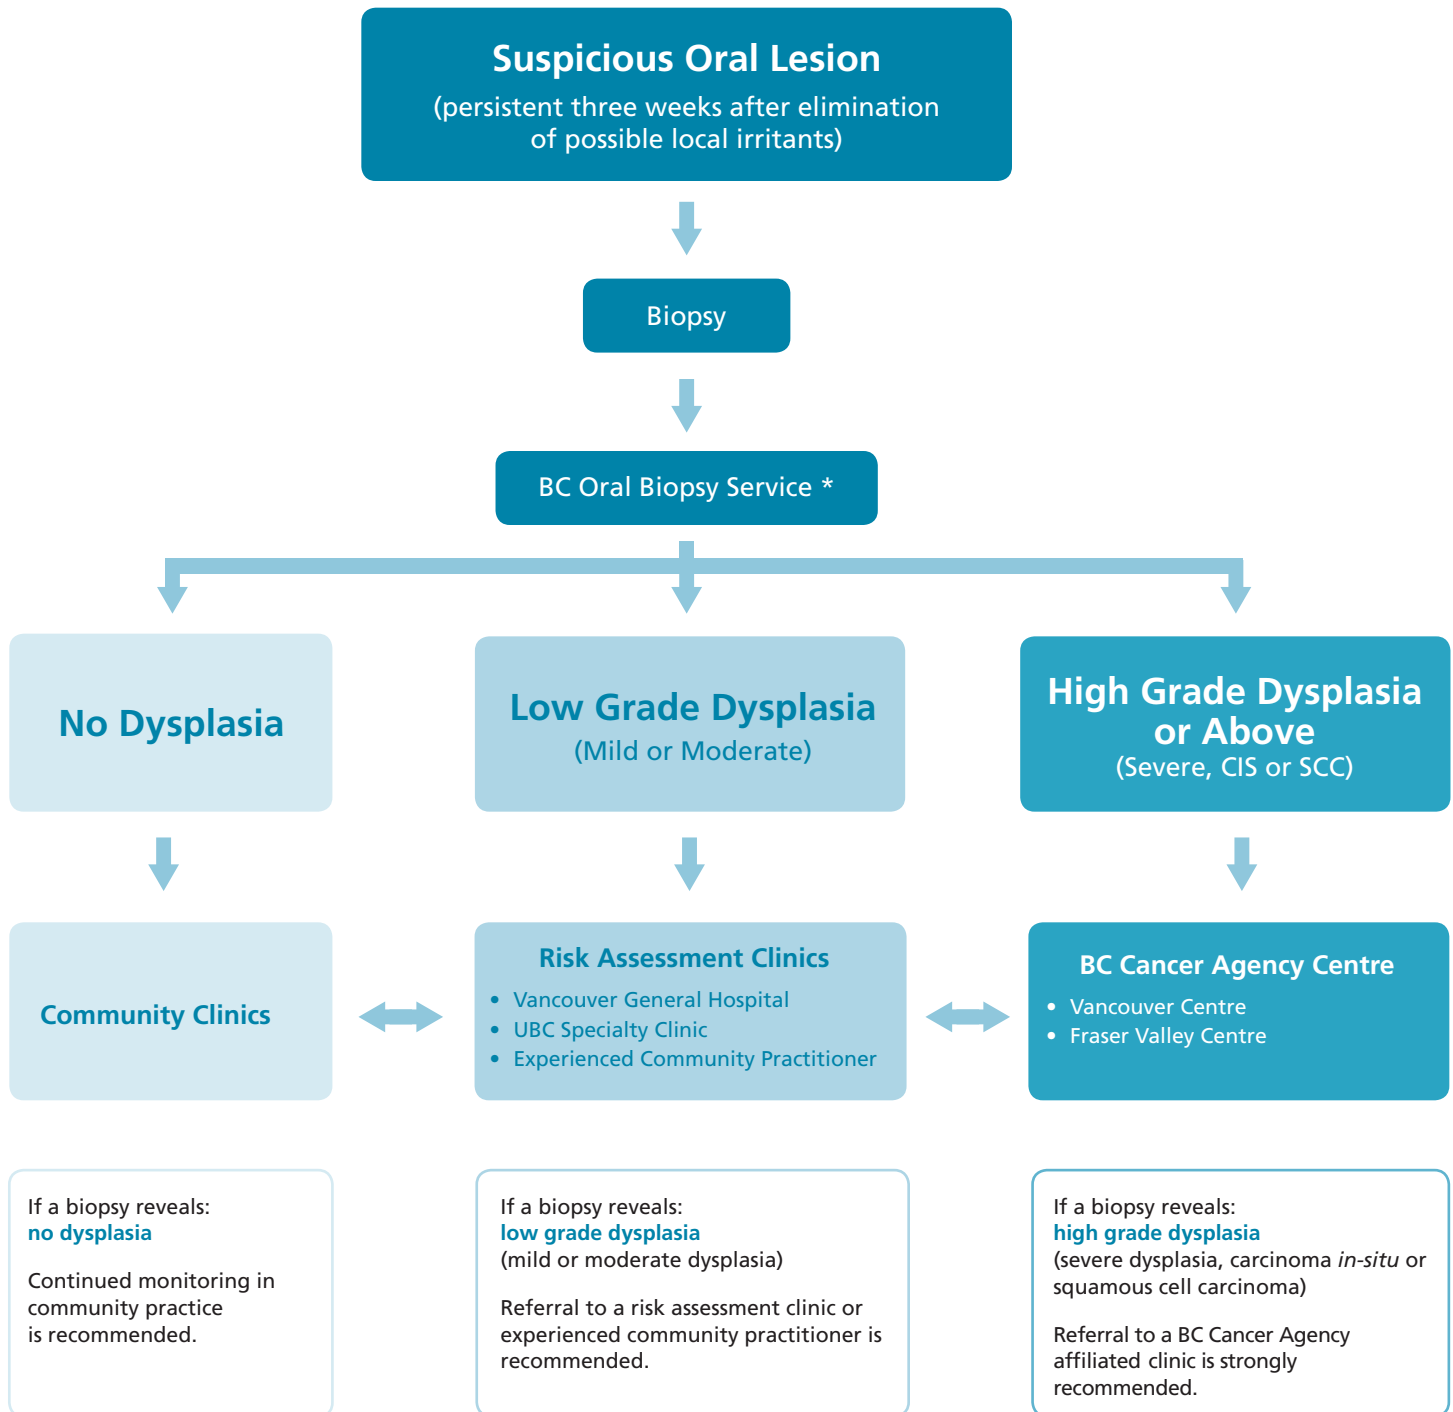 Suspicious Oral Lesion
(persistent three weeks after elimination
of possible local irritants)
Biopsy
BC Oral Biopsy Service *
No Dysplasia
Low Grade Dysplasia
(Mild or Moderate)
High Grade Dysplasia
or Above
(Severe, CIS or SCC)
Community Clinics
Risk Assessment Clinics
• Vancouver General Hospital
• UBC Specialty Clinic
• Experienced Community Practitioner
BC Cancer Agency Centre
• Vancouver Centre
• Fraser Valley Centre
If a biopsy reveals:
no dysplasia
Continued monitoring in
community practice
is recommended.
If a biopsy reveals:
low grade dysplasia
(mild or moderate dysplasia)
Referral to a risk assessment clinic or
experienced community practitioner is
recommended.
If a biopsy reveals:
high grade dysplasia
(severe dysplasia, carcinoma in-situ or
squamous cell carcinoma)
Referral to a BC Cancer Agency
affiliated clinic is strongly
recommended.